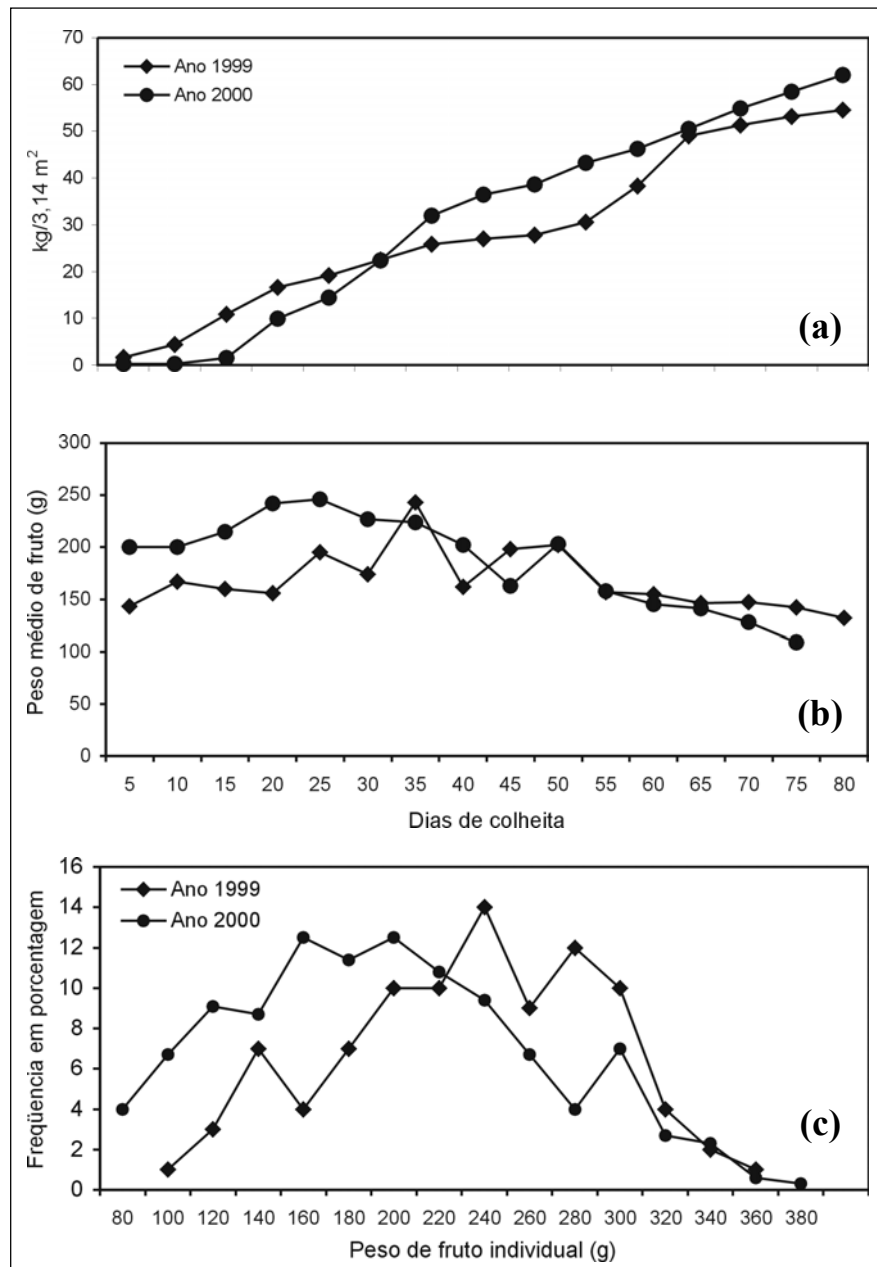 70
60
50
40
30
20
10
0
kg/3,14 m²
Ano 1999
Ano 2000
(a)
300
250
200
150
100
50
0
Peso médio de fruto (g)
(b)
5 10 15 20 25 30 35 40 45 50 55 60 65 70 75 80
Dias de colheita
16
14
12
10
8
6
4
2
0
Freqüencia em porcentagem
Ano 1999
Ano 2000
(c)
80 100 120 140 160 180 200 220 240 260 280 300 320 340 360 380
Peso de fruto individual (g)